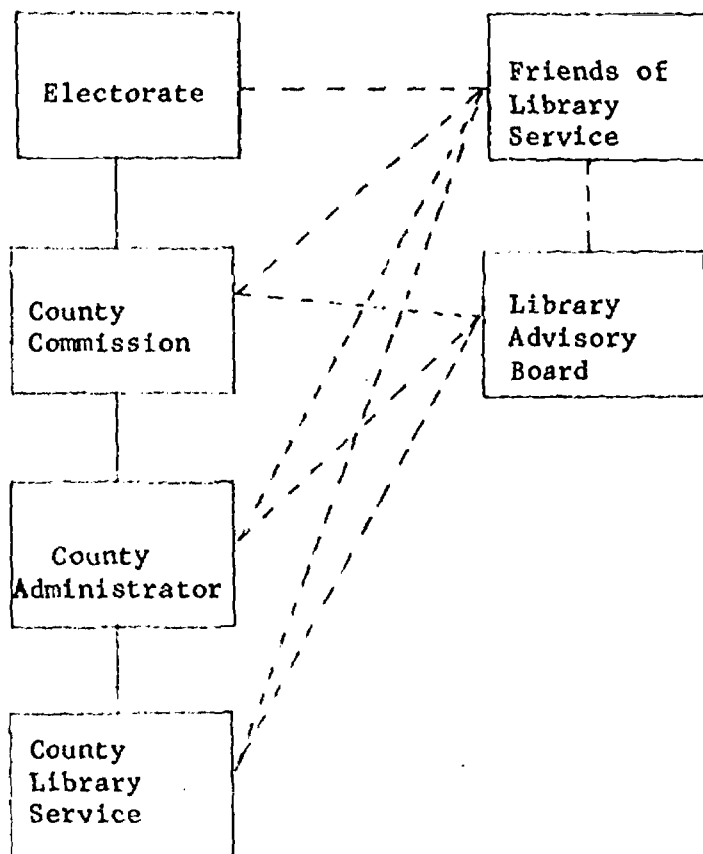 Electorate
Friends of
Library
Service
County
Commission
Library
Advisory
Board
County
Administrator
County
Library
Service